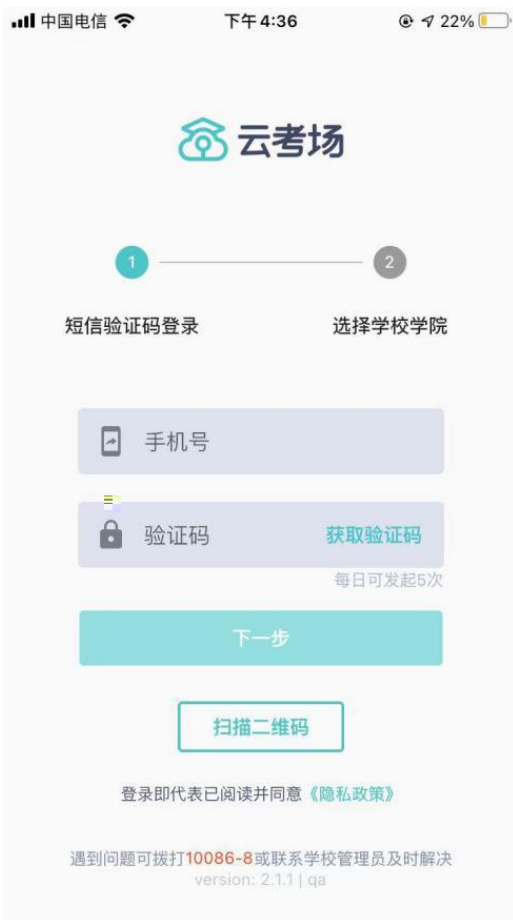 中国电信 下午4:36 22%
云考场
1 2
短信验证码登录 选择学校学院
手机号
验证码 获取验证码
每日可发起5次
下一步
扫描二维码
登录即代表已阅读并同意《隐私政策》
遇到问题可拨打10086-8或联系学校管理员及时解决
version: 2.1.1 | qa